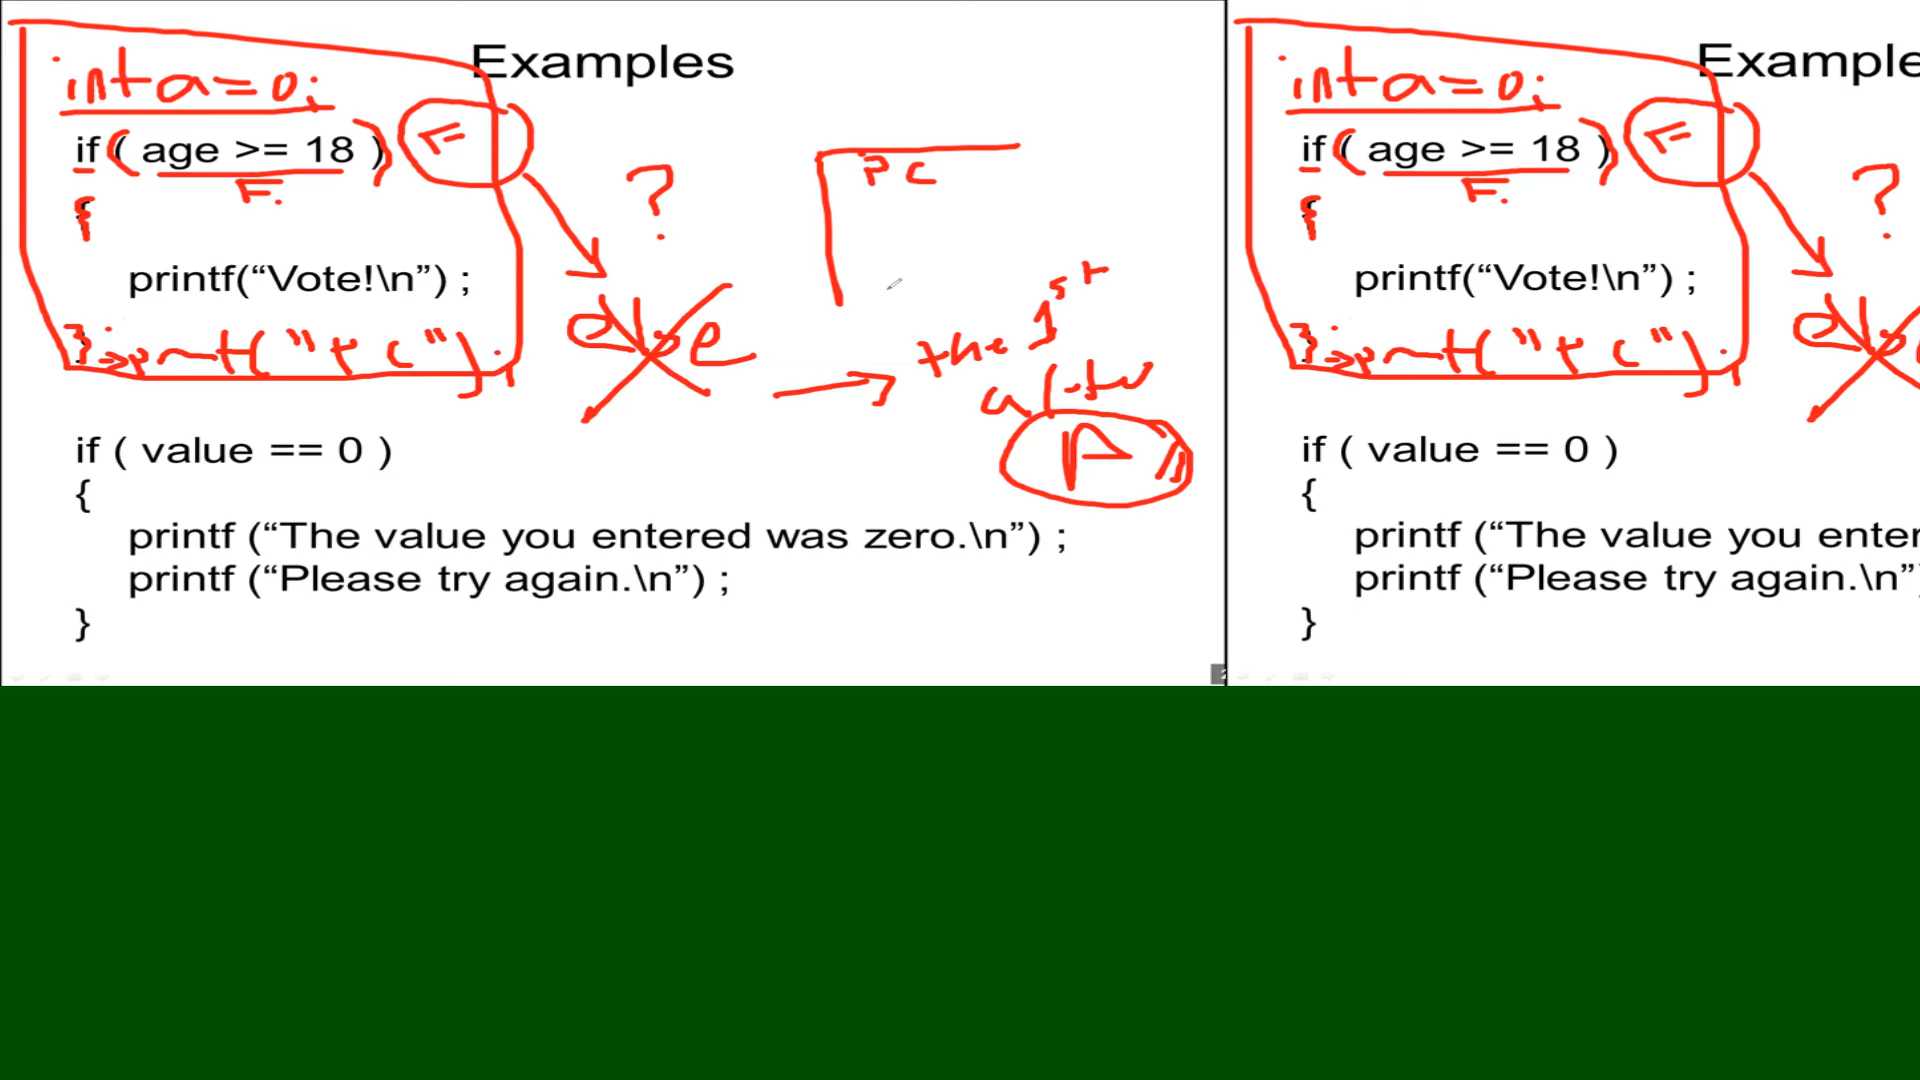 Examples
int a = 0;
if ( age >= 18 ) F
F.
{
?
PC
printf(“Vote!\n”) ;
}
the 1st
if ( value == 0 )
{
printf (“The value you entered was zero.\n”) ;
printf (“Please try again.\n”) ;
}
Example
int a = 0;
if ( age >= 18 ) F
F.
{
?
printf(“Vote!\n”) ;
}
if ( value == 0 )
{
printf (“The value you enter
printf (“Please try again.\n”)
}